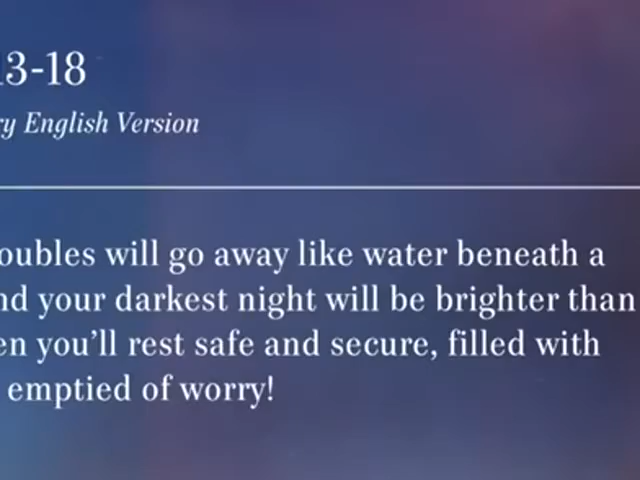 13-18
ry English Version
oubles will go away like water beneath a
nd your darkest night will be brighter than
en you'll rest safe and secure, filled with
emptied of worry!